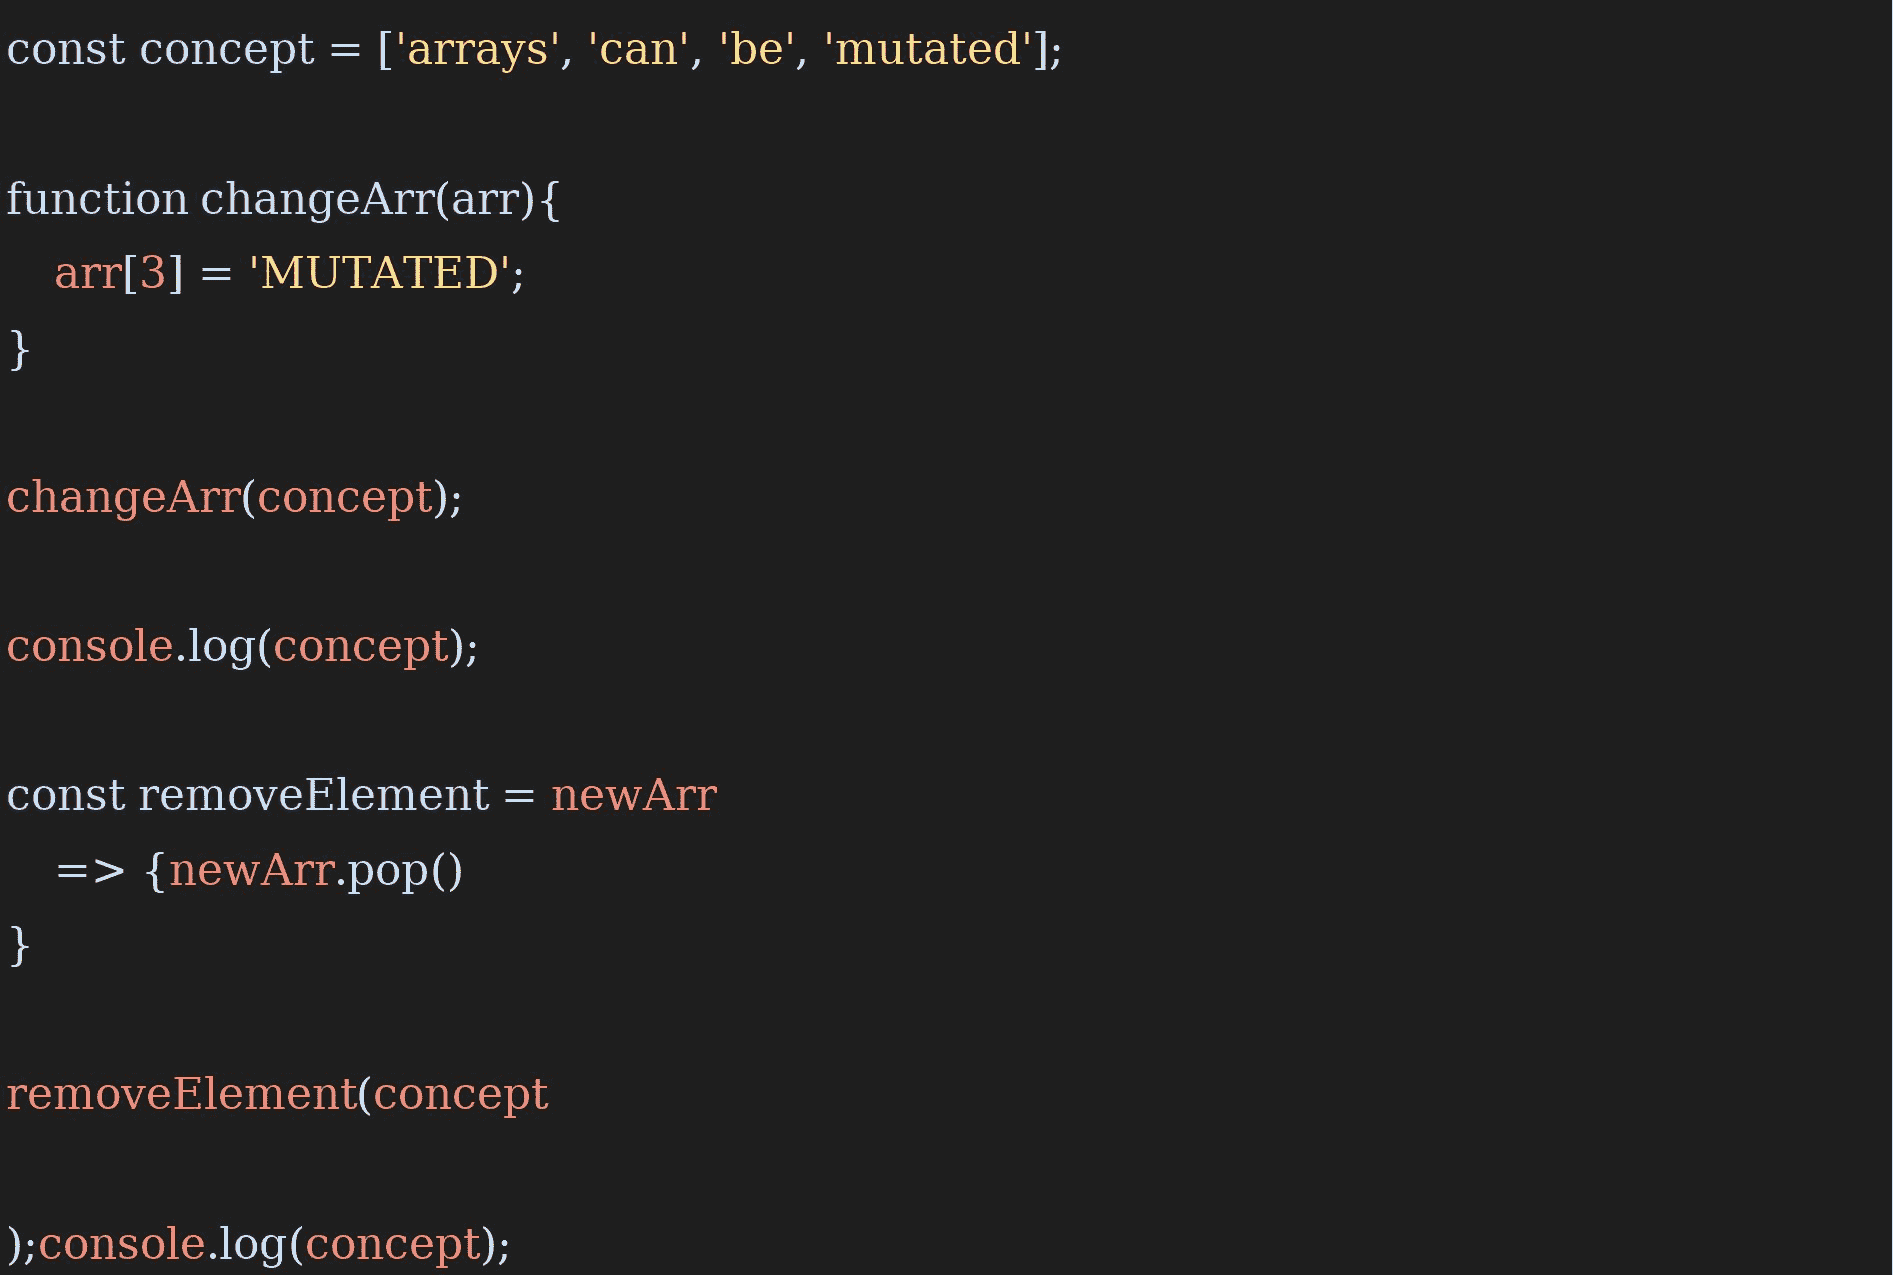 const concept = ['arrays', 'can', 'be', 'mutated'];
function changeArr(arr){
arr[3] = 'MUTATED';
}
changeArr(concept);
console.log(concept);
const removeElement = newArr
=> {newArr.pop()
}
removeElement(concept
);console.log(concept);